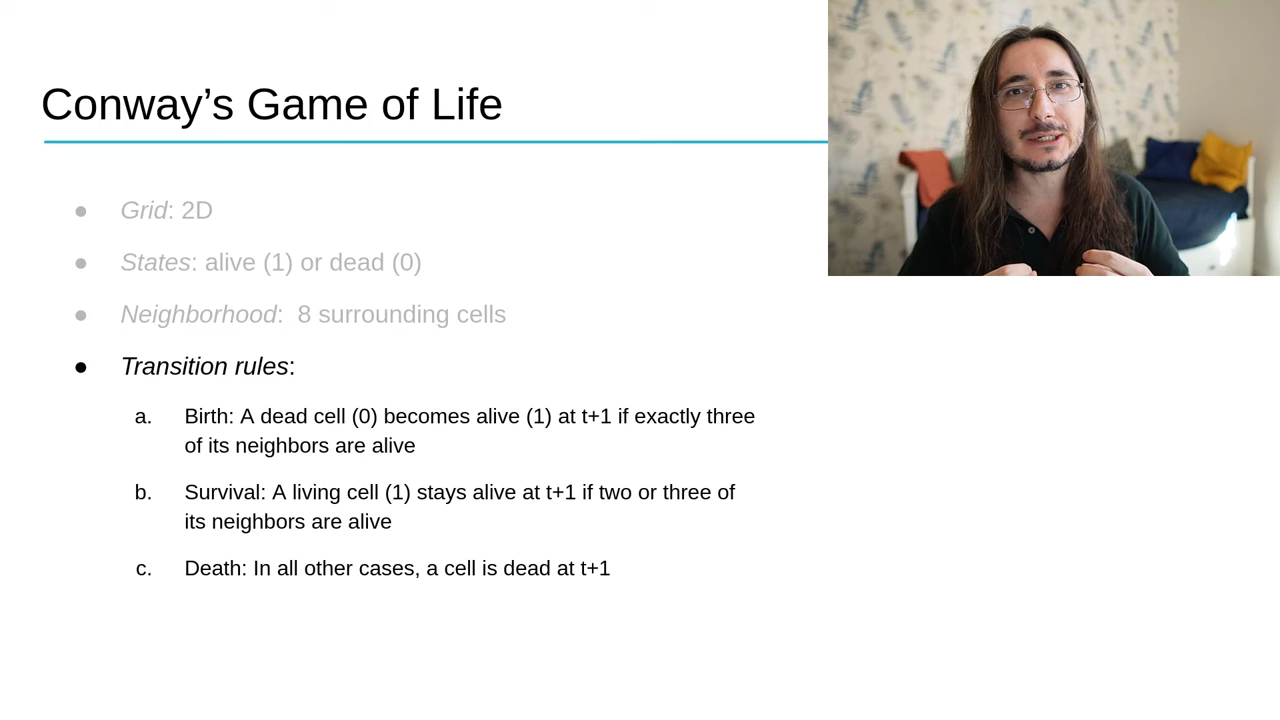 Conway’s Game of Life
● Grid: 2D
● States: alive (1) or dead (0)
● Neighborhood: 8 surrounding cells
● Transition rules:
a. Birth: A dead cell (0) becomes alive (1) at t+1 if exactly three
of its neighbors are alive
b. Survival: A living cell (1) stays alive at t+1 if two or three of
its neighbors are alive
c. Death: In all other cases, a cell is dead at t+1